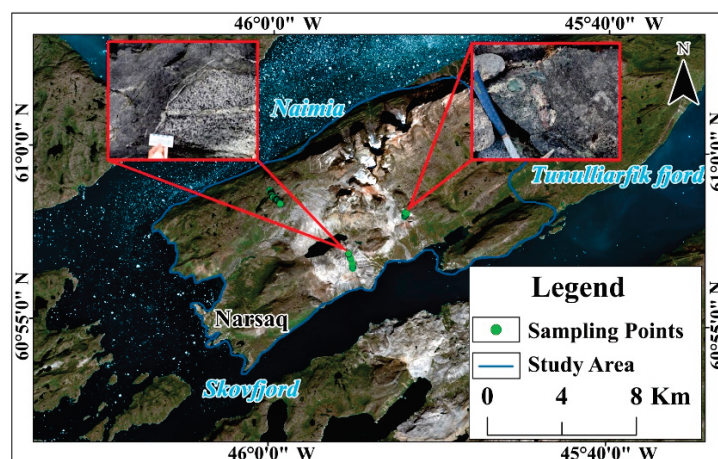 46°0'0" W
45°40'0" W
N
Naimia
61°0'0" N
61°0'0" N
Tunulliarfik fjord
Legend
Sampling Points
Study Area
0 4 8 Km
Narsaq
60°55'0" N
60°55'0" N
Skovfjord
46°0'0" W
45°40'0" W